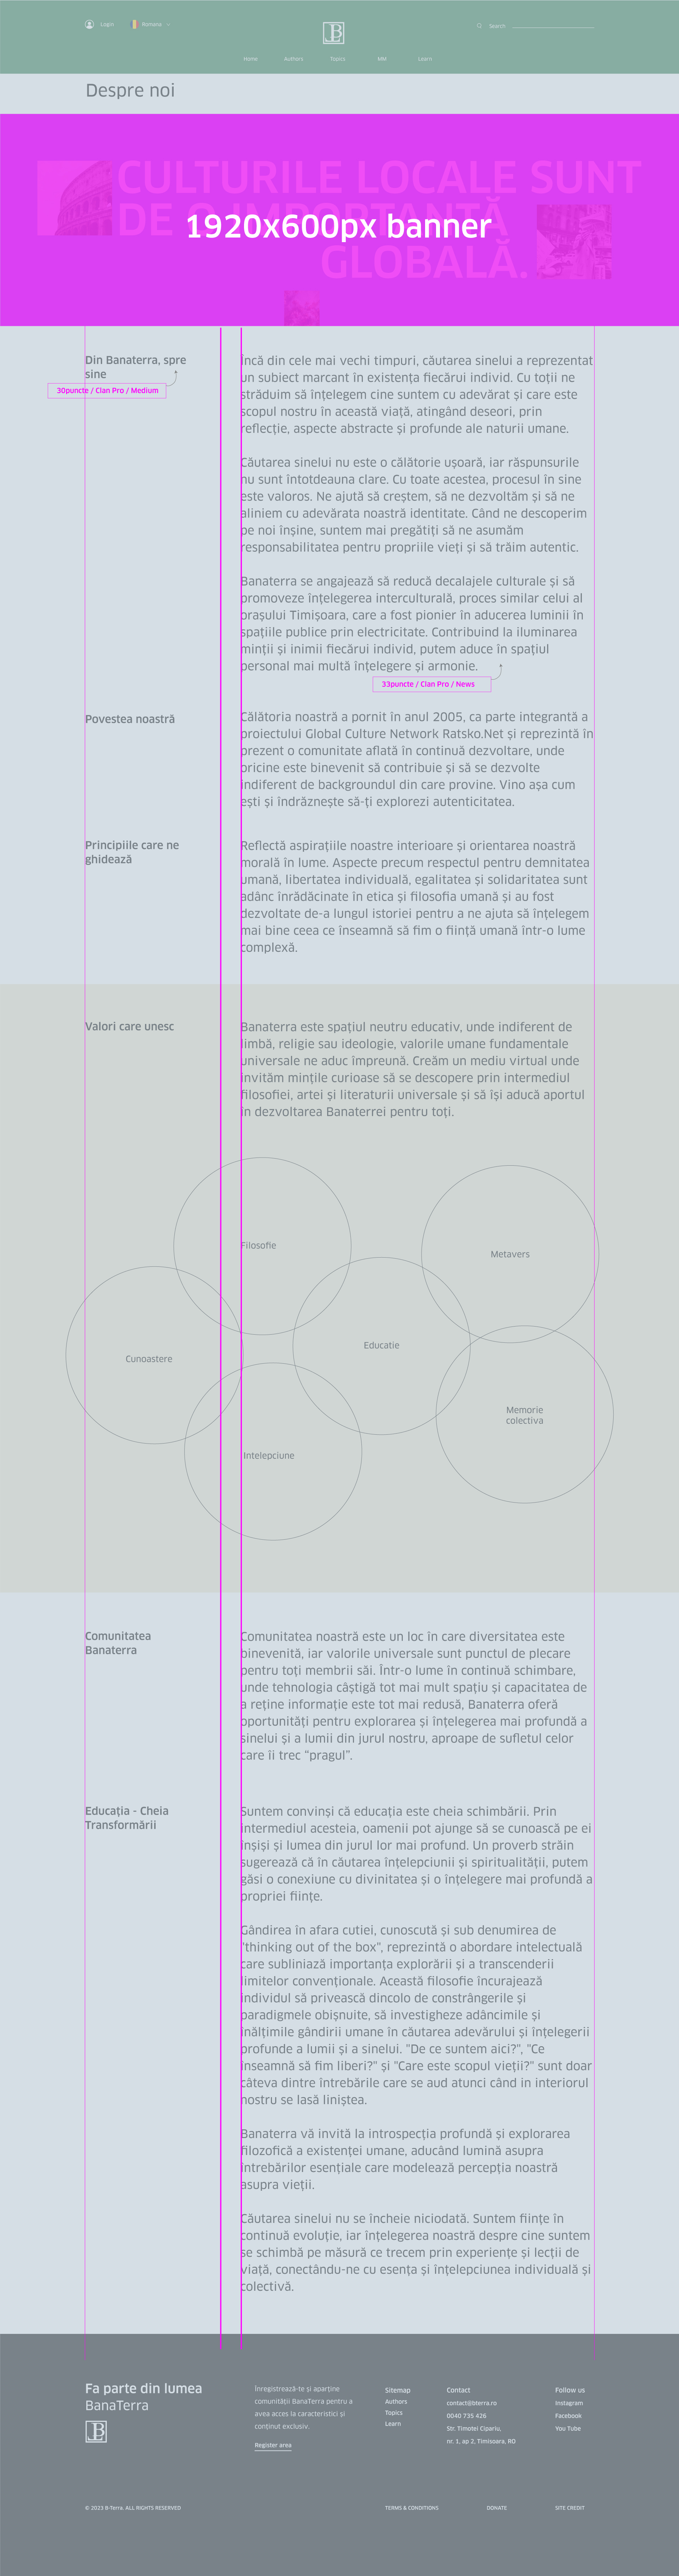 Login
Romana
Search
Home
Authors
Topics
MM
Learn
Despre noi
CULTURILE LOCALE SUNT
DE O IMPORTANȚĂ
GLOBALĂ.
1920x600px banner
Din Banaterra, spre
sine
30puncte / Clan Pro / Medium
Încă din cele mai vechi timpuri, căutarea sinelui a reprezentat
un subiect marcant în existența fiecărui individ. Cu toții ne
străduim să înțelegem cine suntem cu adevărat și care este
scopul nostru în această viață, atingând deseori, prin
reflecție, aspecte abstracte și profunde ale naturii umane.
Căutarea sinelui nu este o călătorie ușoară, iar răspunsurile
nu sunt întotdeauna clare. Cu toate acestea, procesul în sine
este valoros. Ne ajută să creștem, să ne dezvoltăm și să ne
aliniem cu adevărata noastră identitate. Când ne descoperim
pe noi înșine, suntem mai pregătiți să ne asumăm
responsabilitatea pentru propriile vieți și să trăim autentic.
Banaterra se angajează să reducă decalajele culturale și să
promoveze înțelegerea interculturală, proces similar celui al
orașului Timișoara, care a fost pionier în aducerea luminii în
spațiile publice prin electricitate. Contribuind la iluminarea
minții și inimii fiecărui individ, putem aduce în spațiul
personal mai multă înțelegere și armonie.
33puncte / Clan Pro / News
Povestea noastră
Călătoria noastră a pornit în anul 2005, ca parte integrantă a
proiectului Global Culture Network Ratsko.Net și reprezintă în
prezent o comunitate aflată în continuă dezvoltare, unde
oricine este binevenit să contribuie și să se dezvolte
indiferent de backgroundul din care provine. Vino așa cum
ești și îndrăznește să-ți explorezi autenticitatea.
Principiile care ne
ghidează
Reflectă aspirațiile noastre interioare și orientarea noastră
morală în lume. Aspecte precum respectul pentru demnitatea
umană, libertatea individuală, egalitatea și solidaritatea sunt
adânc înrădăcinate în etica și filosofia umană și au fost
dezvoltate de-a lungul istoriei pentru a ne ajuta să înțelegem
mai bine ceea ce înseamnă să fim o ființă umană într-o lume
complexă.
Valori care unesc
Banaterra este spațiul neutru educativ, unde indiferent de
limbă, religie sau ideologie, valorile umane fundamentale
universale ne aduc împreună. Creăm un mediu virtual unde
invităm mințile curioase să se descopere prin intermediul
filosofiei, artei și literaturii universale și să își aducă aportul
în dezvoltarea Banaterrei pentru toți.
Filosofie
Metavers
Educatie
Cunoastere
Memorie
colectiva
Intelepciune
Comunitatea
Banaterra
Comunitatea noastră este un loc în care diversitatea este
binevenită, iar valorile universale sunt punctul de plecare
pentru toți membrii săi. Într-o lume în continuă schimbare,
unde tehnologia câștigă tot mai mult spațiu și capacitatea de
a reține informație este tot mai redusă, Banaterra oferă
oportunități pentru explorarea și înțelegerea mai profundă a
sinelui și a lumii din jurul nostru, aproape de sufletul celor
care îi trec “pragul”.
Educația - Cheia
Transformării
Suntem convinși că educația este cheia schimbării. Prin
intermediul acesteia, oamenii pot ajunge să se cunoască pe ei
înșiși și lumea din jurul lor mai profund. Un proverb străin
sugerează că în căutarea înțelepciunii și spiritualității, putem
găsi o conexiune cu divinitatea și o înțelegere mai profundă a
propriei ființe.
Gândirea în afara cutiei, cunoscută și sub denumirea de
"thinking out of the box", reprezintă o abordare intelectuală
care subliniază importanța explorării și a transcenderii
limitelor convenționale. Această filosofie încurajează
individul să privească dincolo de constrângerile și
paradigmele obișnuite, să investigheze adâncimile și
înălțimile gândirii umane în căutarea adevărului și înțelegerii
profunde a lumii și a sinelui. "De ce suntem aici?", "Ce
înseamnă să fim liberi?" și "Care este scopul vieții?" sunt doar
câteva dintre întrebările care se aud atunci când in interiorul
nostru se lasă liniștea.
Banaterra vă invită la introspecția profundă și explorarea
filozofică a existenței umane, aducând lumină asupra
întrebărilor esențiale care modelează percepția noastră
asupra vieții.
Căutarea sinelui nu se încheie niciodată. Suntem ființe în
continuă evoluție, iar înțelegerea noastră despre cine suntem
se schimbă pe măsură ce trecem prin experiențe și lecții de
viață, conectându-ne cu esența și înțelepciunea individuală și
colectivă.
Fa parte din lumea
BanaTerra
Înregistrează-te și aparține
comunității BanaTerra pentru a
avea acces la caracteristici și
conținut exclusiv.
Register area
Sitemap
Authors
Topics
Learn
Contact
contact@bterra.ro
0040 735 426
Str, Timotei Cipariu,
nr. 1, ap 2, Timisoara, RO
Follow us
Instagram
Facebook
You Tube
© 2023 B-Terra. ALL RIGHTS RESERVED
TERMS & CONDITIONS
DONATE
SITE CREDIT